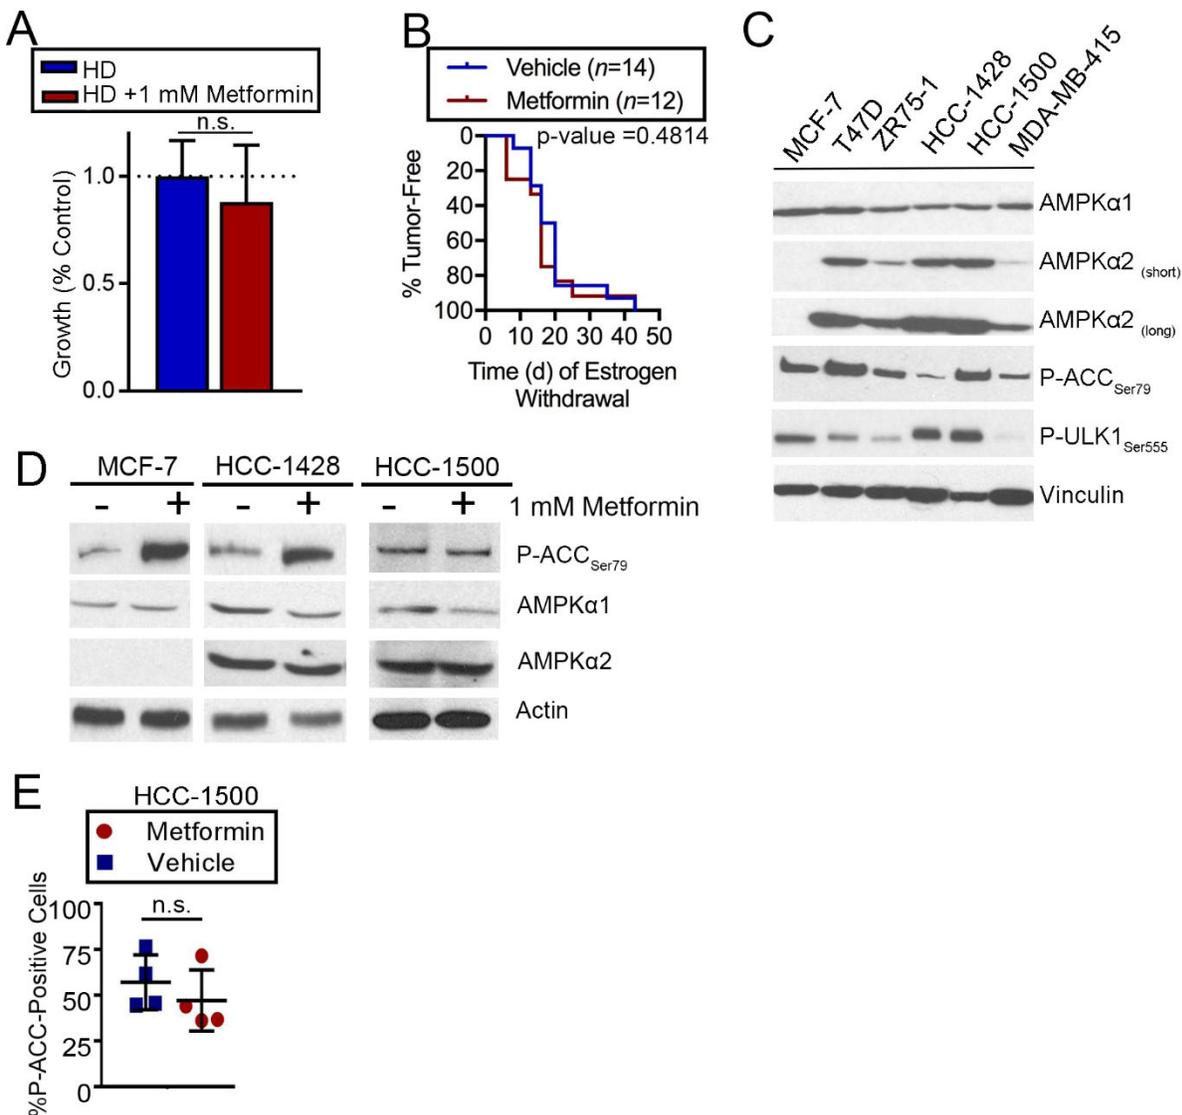 A
HD
HD +1 mM Metformin
n.s.
1.0
0.5
0.0
Growth (% Control)
B
Vehicle (n=14)
Metformin (n=12)
p-value =0.4814
0
20
40
60
80
100
% Tumor-Free
0 10 20 30 40 50
Time (d) of Estrogen
Withdrawal
C
MCF-7
T47D
ZR75-1
HCC-1428
HCC-1500
MDA-MB-415
AMPKα1
AMPKα2 (short)
AMPKα2 (long)
P-ACCSer79
P-ULK1Ser555
Vinculin
D
MCF-7 HCC-1428 HCC-1500
- + - + - + 1 mM Metformin
P-ACCSer79
AMPKα1
AMPKα2
Actin
E
HCC-1500
Metformin
Vehicle
n.s.
100
75
50
25
0
%P-ACC-Positive Cells